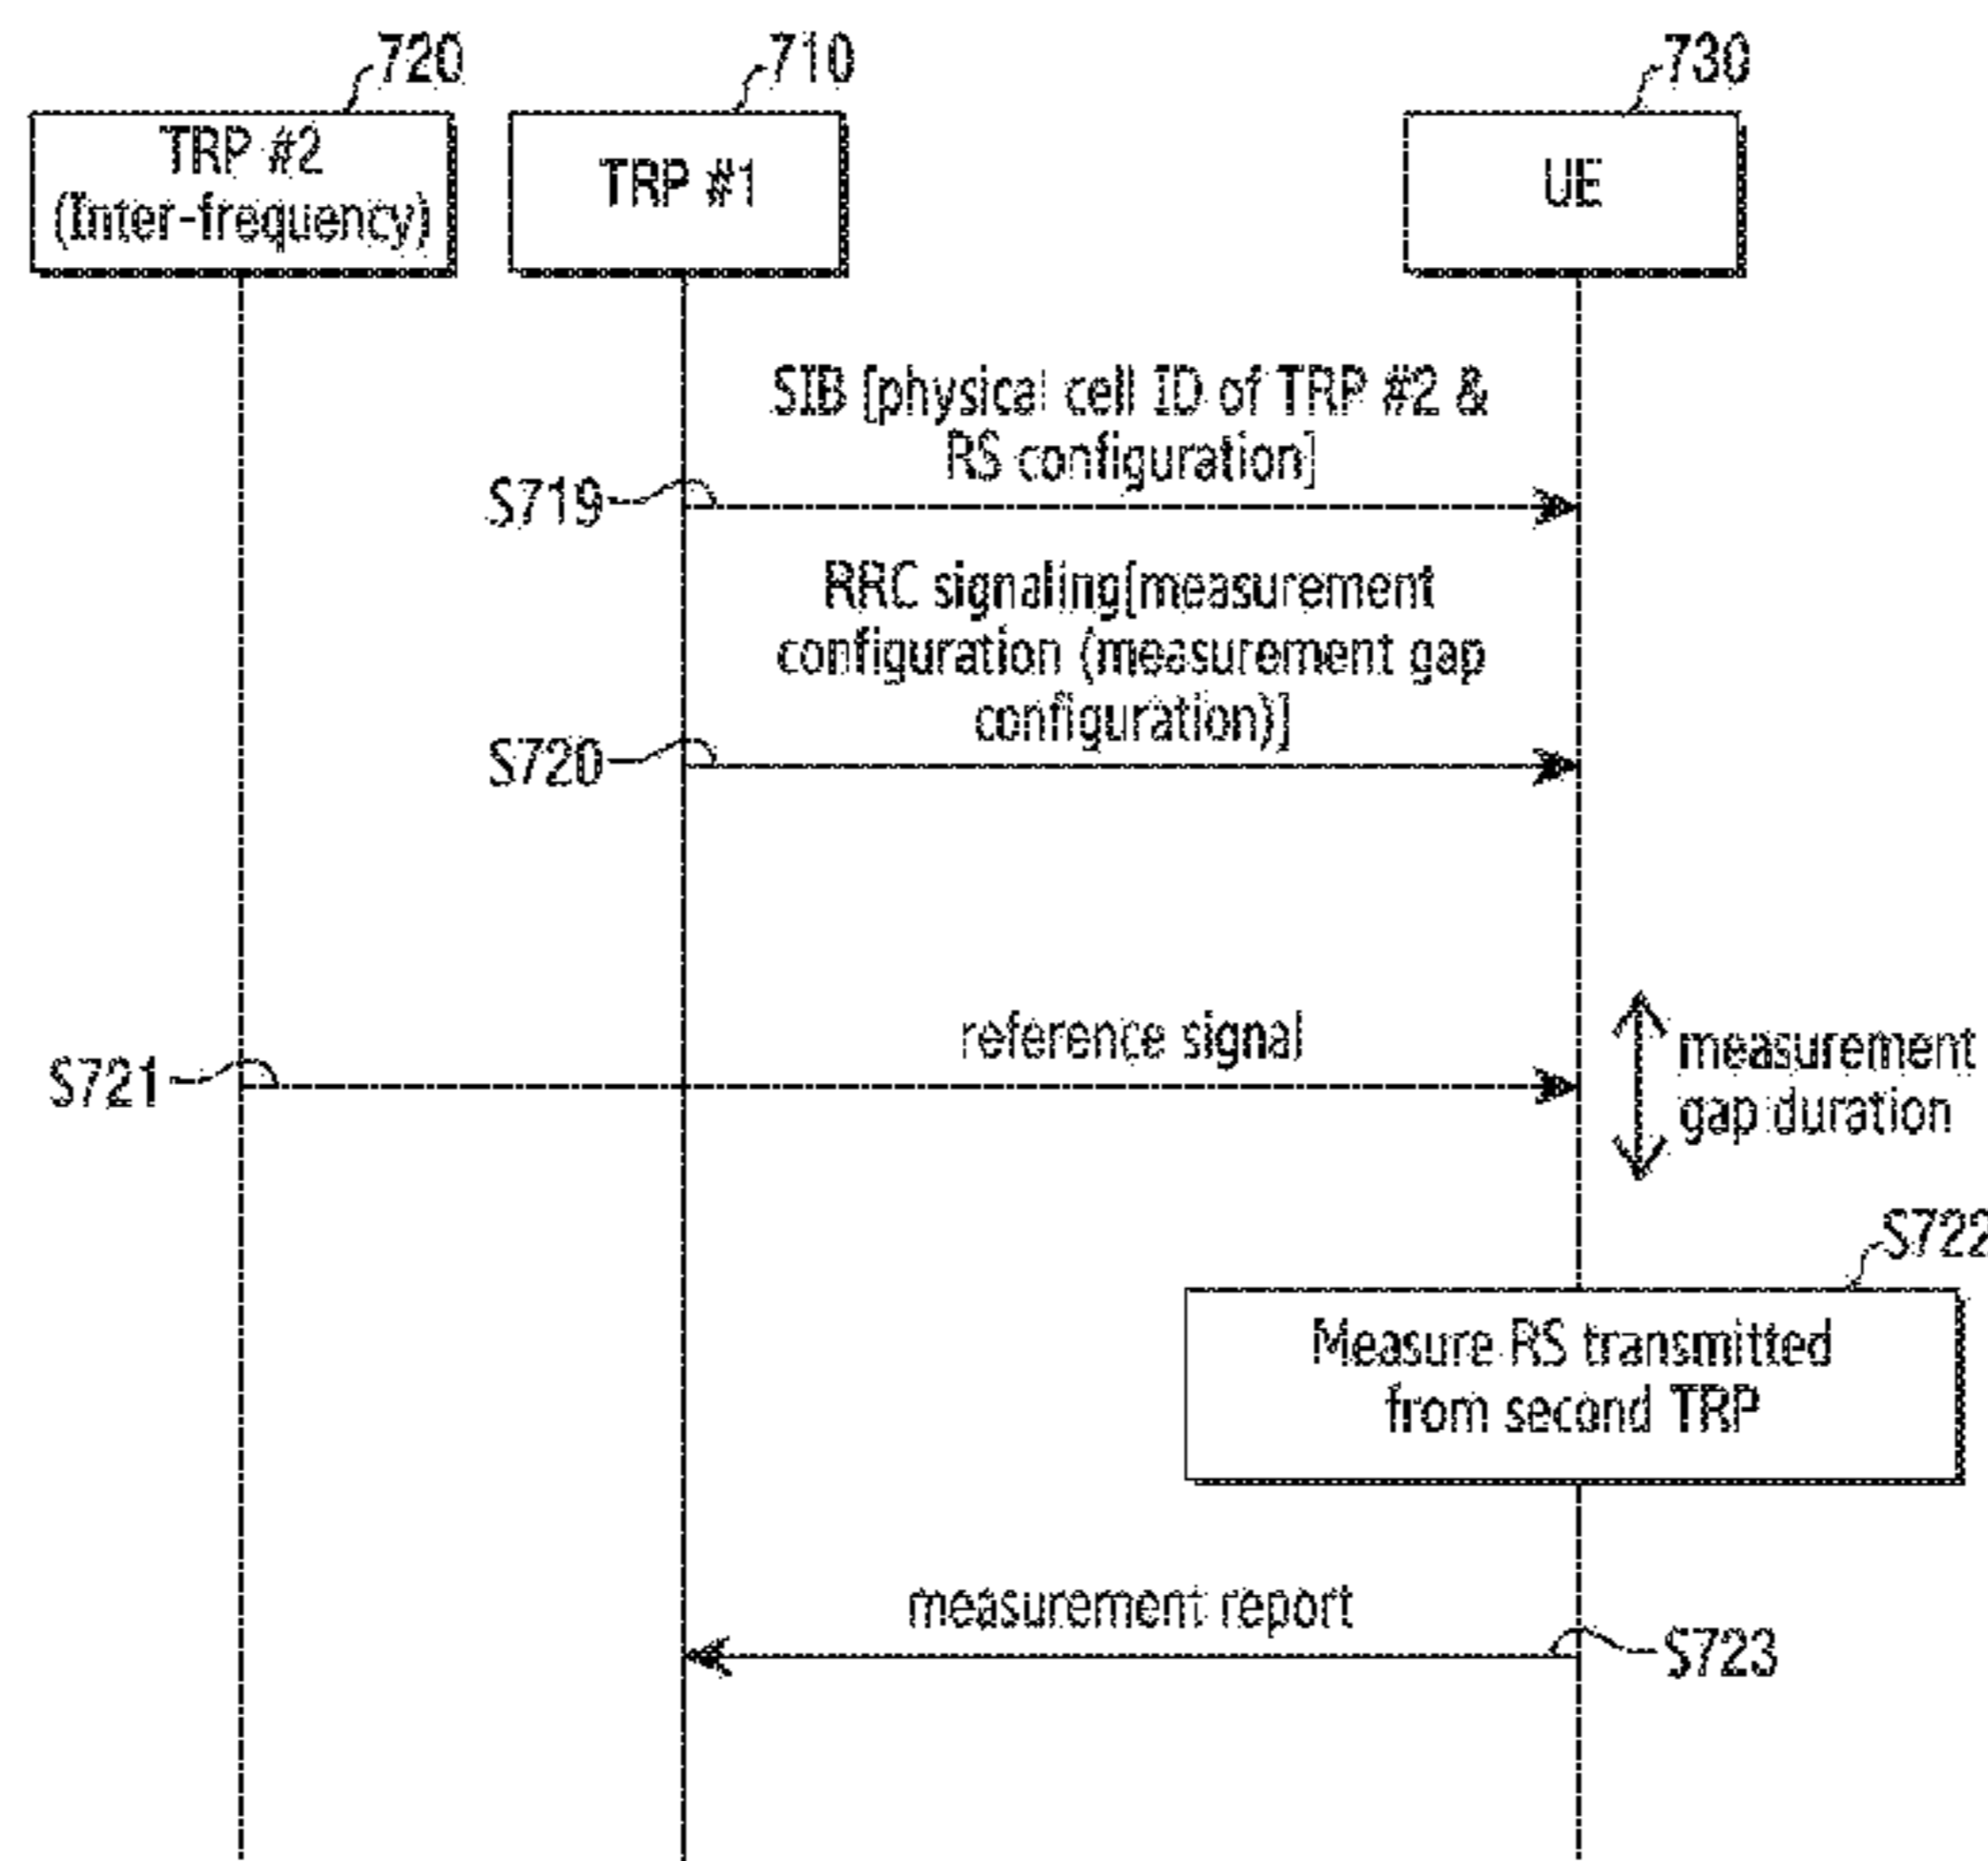 720
710
730
TRP #2
(Inter-frequency)
TRP #1
UE
SIB [physical cell ID of TRP #2 &
RS configuration]
S719
RRC signaling[measurement
configuration (measurement gap
configuration)]
S720
reference signal
S721
measurement
gap duration
S722
Measure RS transmitted
from second TRP
measurement report
S723